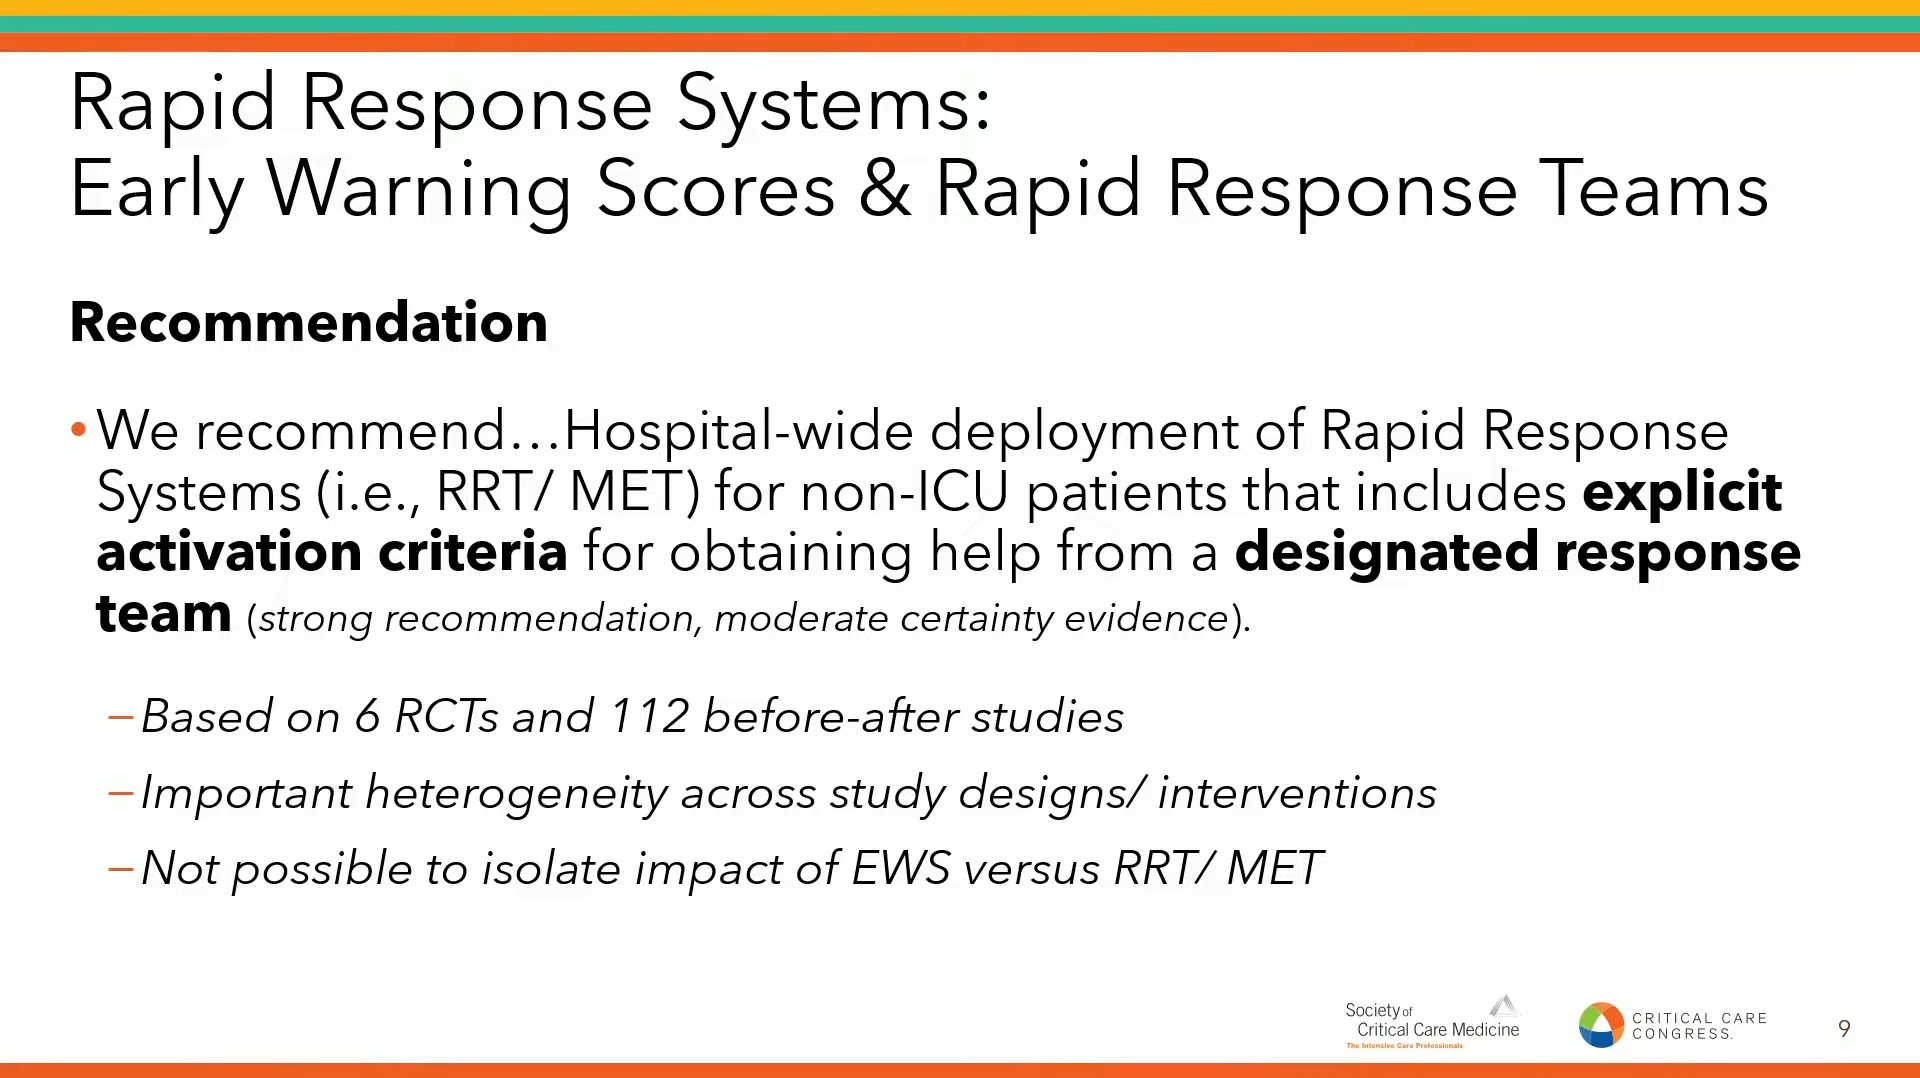 Rapid Response Systems:
Early Warning Scores & Rapid Response Teams
Recommendation
• We recommend…Hospital-wide deployment of Rapid Response
Systems (i.e., RRT/ MET) for non-ICU patients that includes explicit
activation criteria for obtaining help from a designated response
team (strong recommendation, moderate certainty evidence).
– Based on 6 RCTs and 112 before-after studies
– Important heterogeneity across study designs/ interventions
– Not possible to isolate impact of EWS versus RRT/ MET
Society of
Critical Care Medicine
The Intensive Care Professionals
CRITICAL CARE
CONGRESS.
9